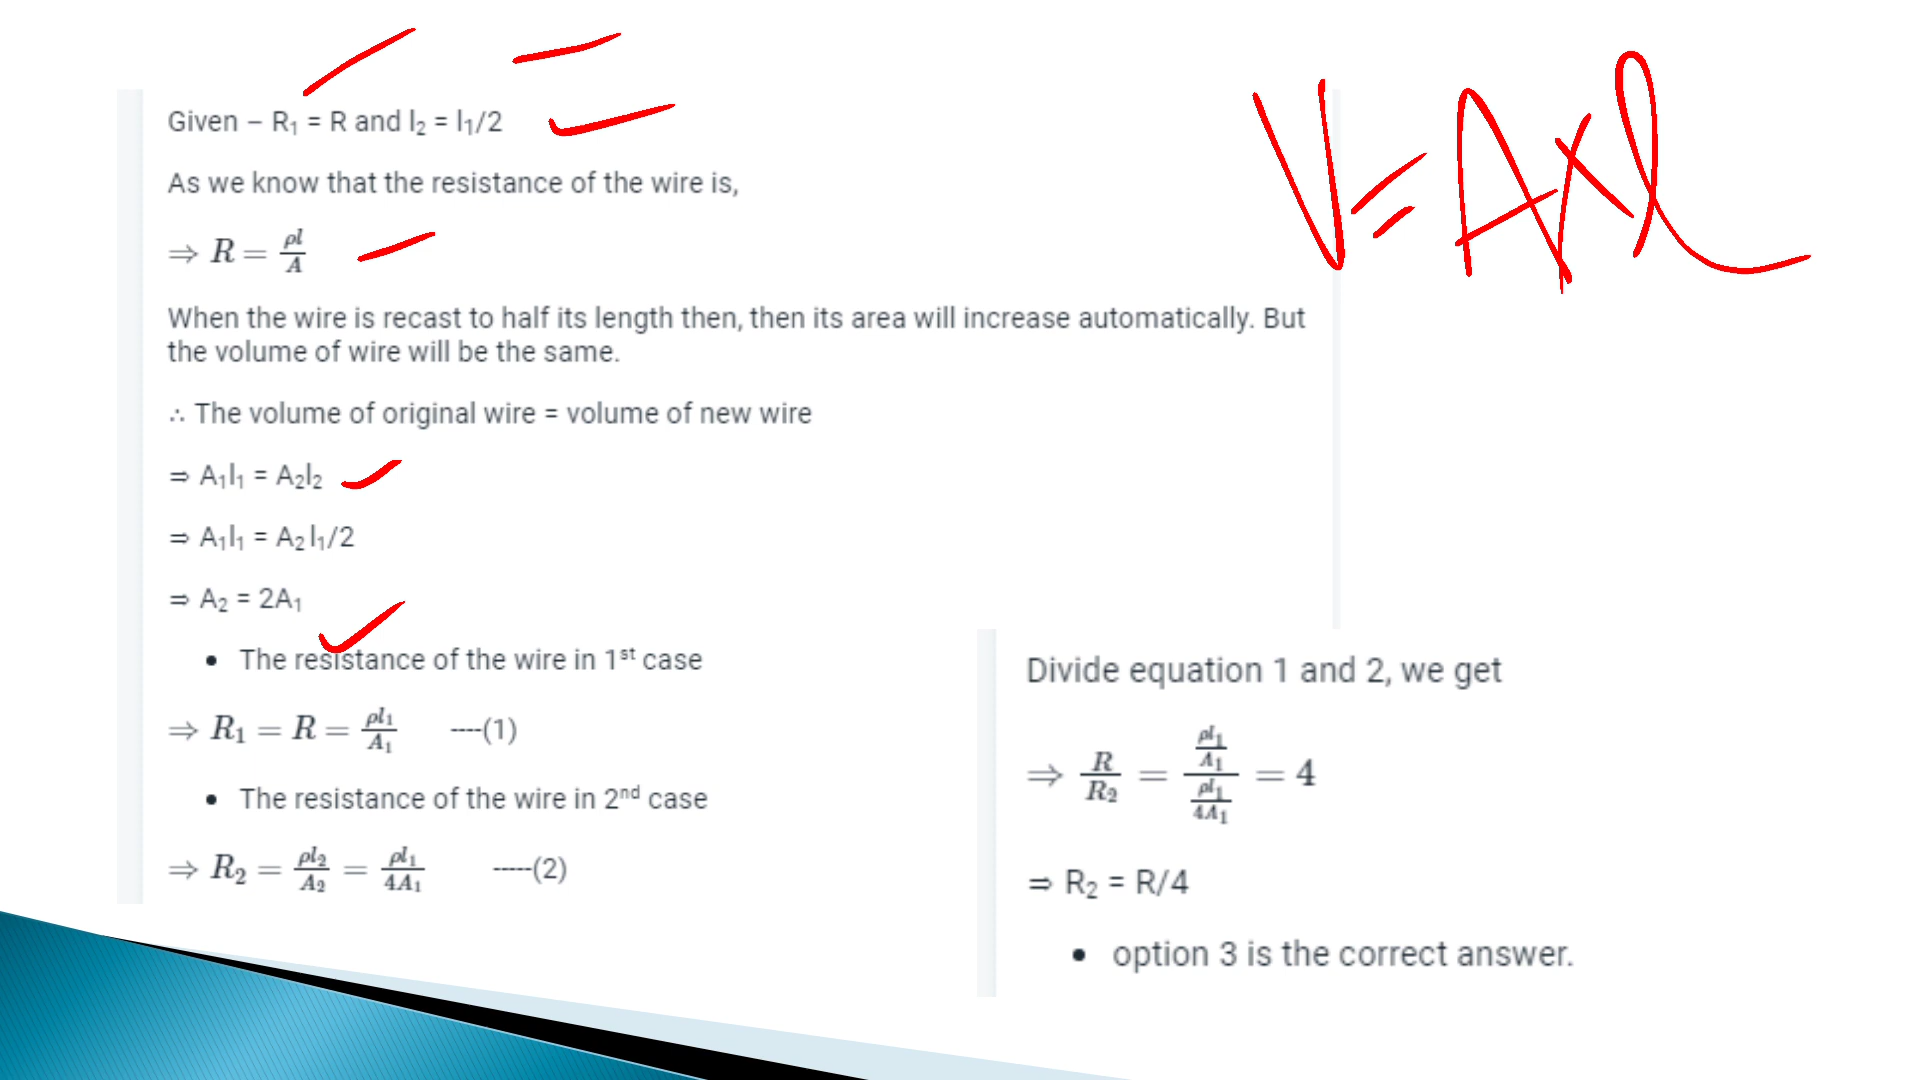 Given – R₁ = R and l₂ = l₁/2
V = A×l
As we know that the resistance of the wire is,
⇒ R = ρl/A
When the wire is recast to half its length then, then its area will increase automatically. But
the volume of wire will be the same.
∴ The volume of original wire = volume of new wire
⇒ A₁l₁ = A₂l₂
⇒ A₁l₁ = A₂ l₁/2
⇒ A₂ = 2A₁
• The resistance of the wire in 1ˢᵗ case
⇒ R₁ = R = ρl₁/A₁ ----(1)
• The resistance of the wire in 2ⁿᵈ case
⇒ R₂ = ρl₂/A₂ = ρl₁/4A₁ -----(2)
Divide equation 1 and 2, we get
⇒ R/R₂ = (ρl₁/A₁)/(ρl₁/4A₁) = 4
⇒ R₂ = R/4
• option 3 is the correct answer.